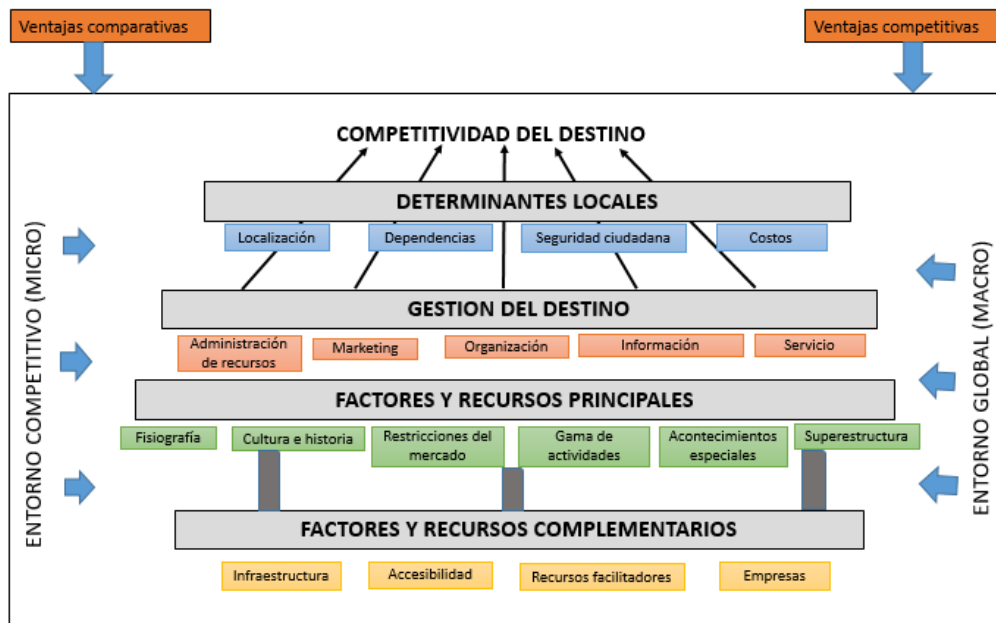 Ventajas comparativas
Ventajas competitivas
COMPETITIVIDAD DEL DESTINO
DETERMINANTES LOCALES
Localización
Dependencias
Seguridad ciudadana
Costos
GESTION DEL DESTINO
Administración
de recursos
Marketing
Organización
Información
Servicio
FACTORES Y RECURSOS PRINCIPALES
Fisiografía
Cultura e historia
Restricciones del
mercado
Gama de
actividades
Acontecimientos
especiales
Superestructura
FACTORES Y RECURSOS COMPLEMENTARIOS
Infraestructura
Accesibilidad
Recursos facilitadores
Empresas
ENTORNO COMPETITIVO (MICRO)
ENTORNO GLOBAL (MACRO)